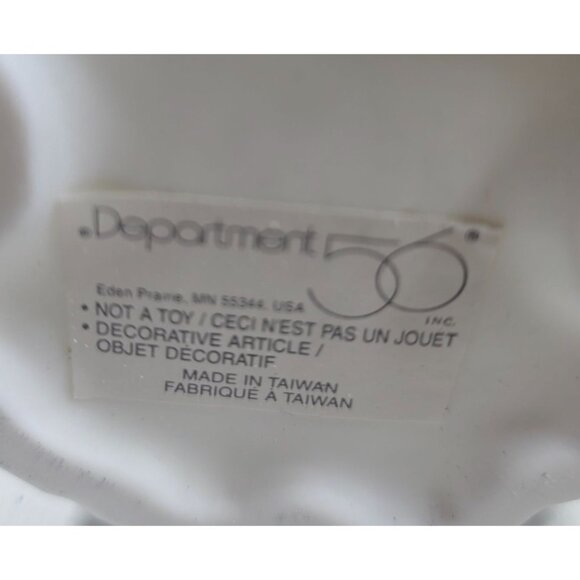 Department 56®
INC.
Eden Prairie, MN 55344, USA
• NOT A TOY / CECI N'EST PAS UN JOUET
• DECORATIVE ARTICLE /
OBJET DÉCORATIF
MADE IN TAIWAN
FABRIQUÉ À TAIWAN